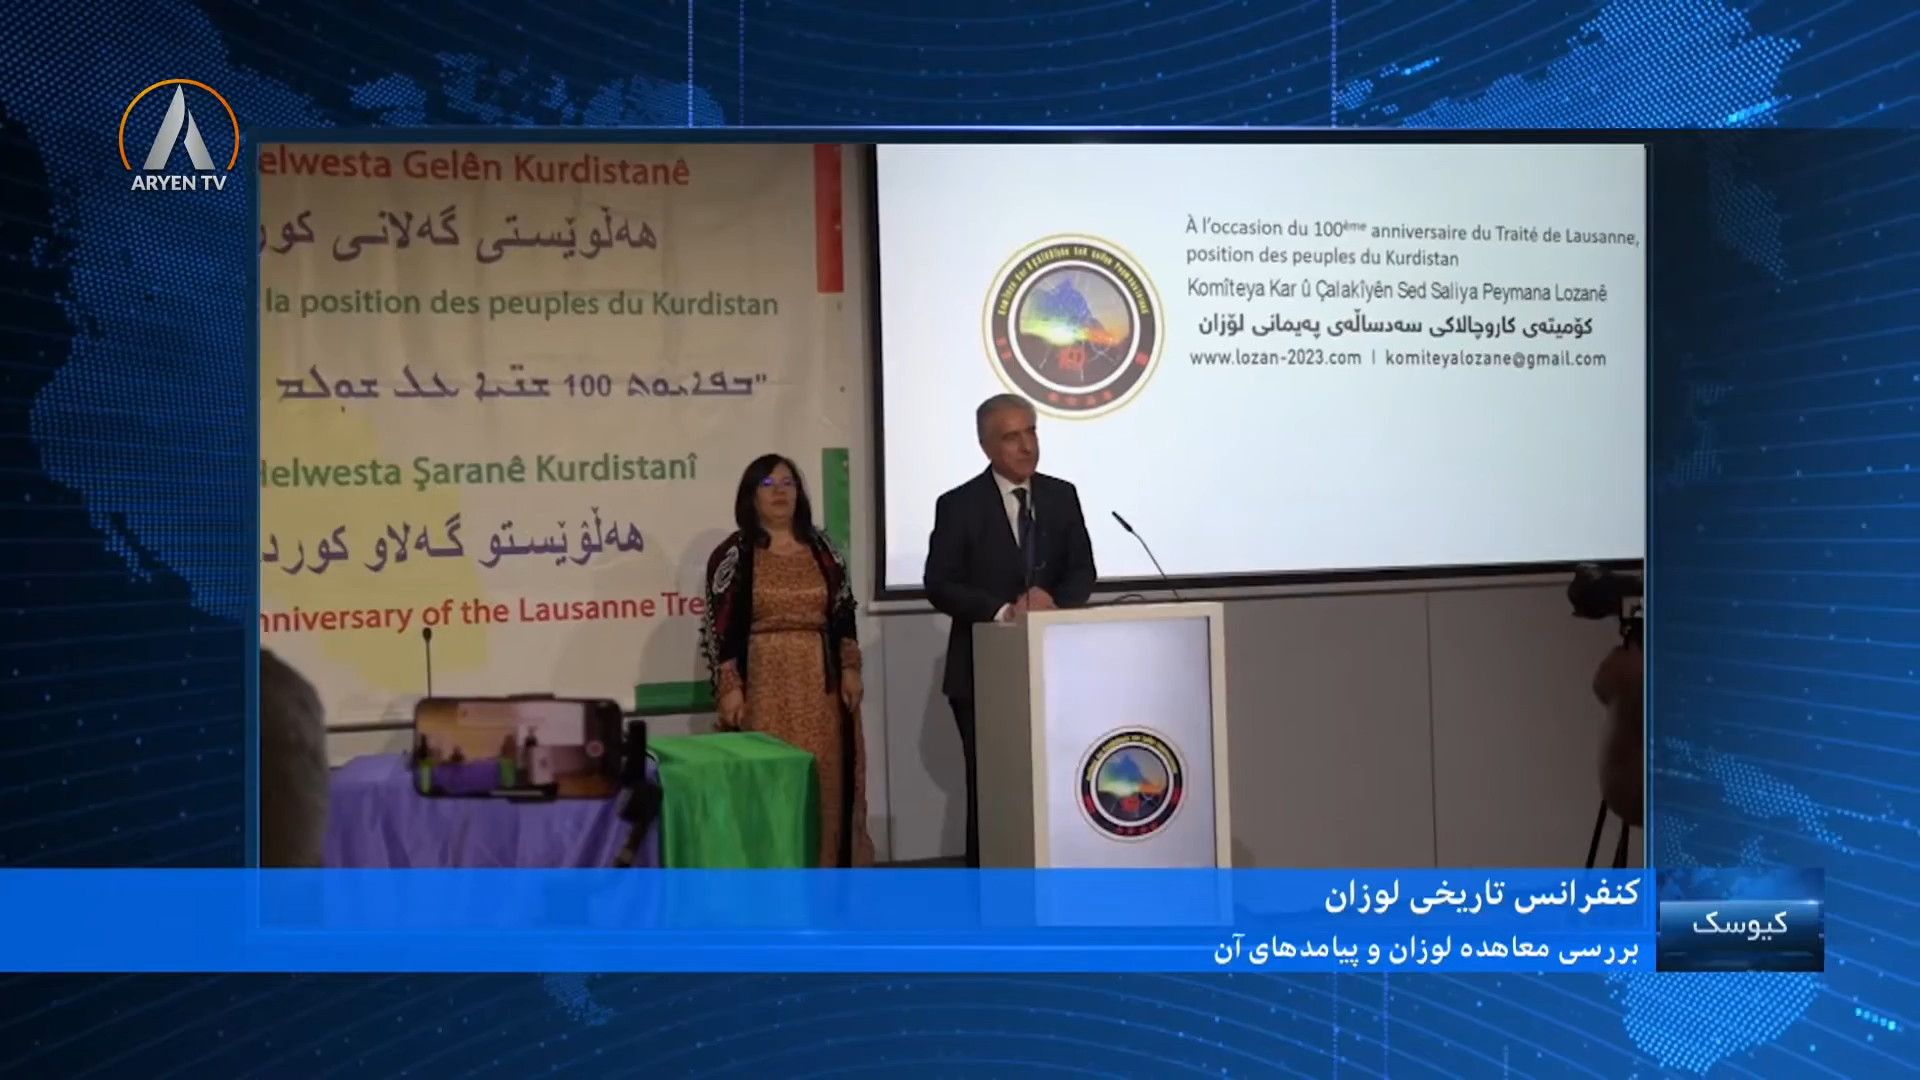 ARYEN TV
elwesta Gelên Kurdistanê
هەڵوێستی گەلانی کور
la position des peuples du Kurdistan
100
elwesta Şaranê Kurdistanî
هەڵۆێستو گەلاو کورد
nniversary of the Lausanne Tre
À l'occasion du 100ème anniversaire du Traité de Lausanne,
position des peuples du Kurdistan
Komîteya Kar û Çalakîyên Sed Saliya Peymana Lozanê
کۆمیتەی کاروچالاکی سەدساڵەی پەیمانی لۆزان
www.lozan-2023.com | komiteyalozane@gmail.com
کنفرانس تاریخی لوزان
بررسی معاهده لوزان و پیامدهای آن
کیوسک